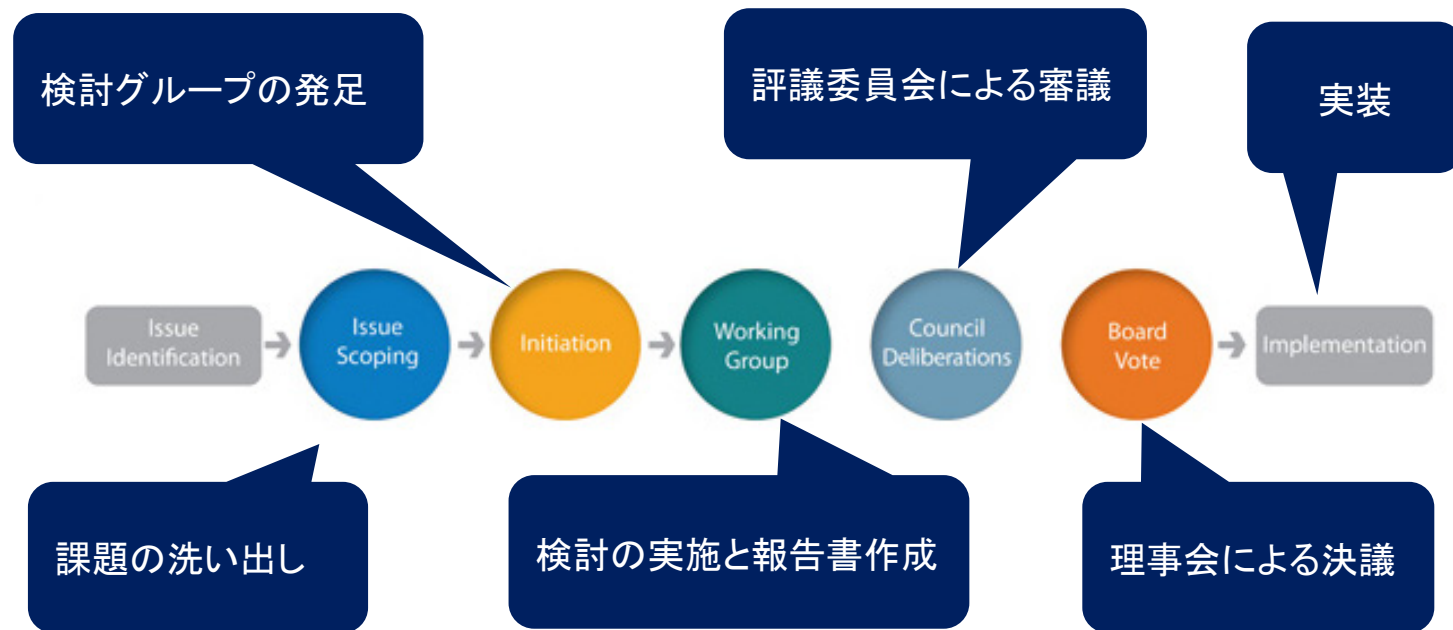 検討グループの発足
評議委員会による審議
実装
Issue
Identification
Issue
Scoping
Initiation
Working
Group
Council
Deliberations
Board
Vote
Implementation
課題の洗い出し
検討の実施と報告書作成
理事会による決議